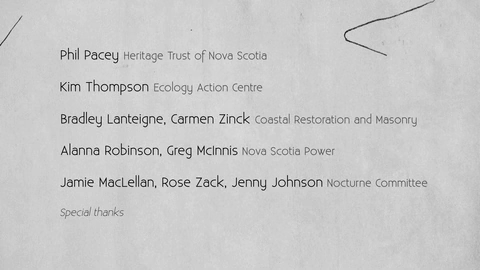 Phil Pacey Heritage Trust of Nova Scotia
Kim Thompson Ecology Action Centre
Bradley Lanteigne, Carmen Zinck Coastal Restoration and Masonry
Alanna Robinson, Greg McInnis Nova Scotia Power
Jamie MacLellan, Rose Zack, Jenny Johnson Nocturne Committee
Special thanks